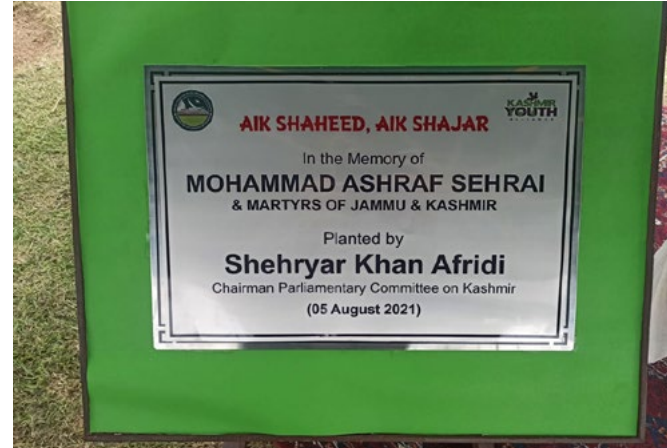 AIK SHAHEED, AIK SHAJAR
KASHMIR
YOUTH
ALLIANCE
In the Memory of
MOHAMMAD ASHRAF SEHRAI
& MARTYRS OF JAMMU & KASHMIR
Planted by
Shehryar Khan Afridi
Chairman Parliamentary Committee on Kashmir
(05 August 2021)